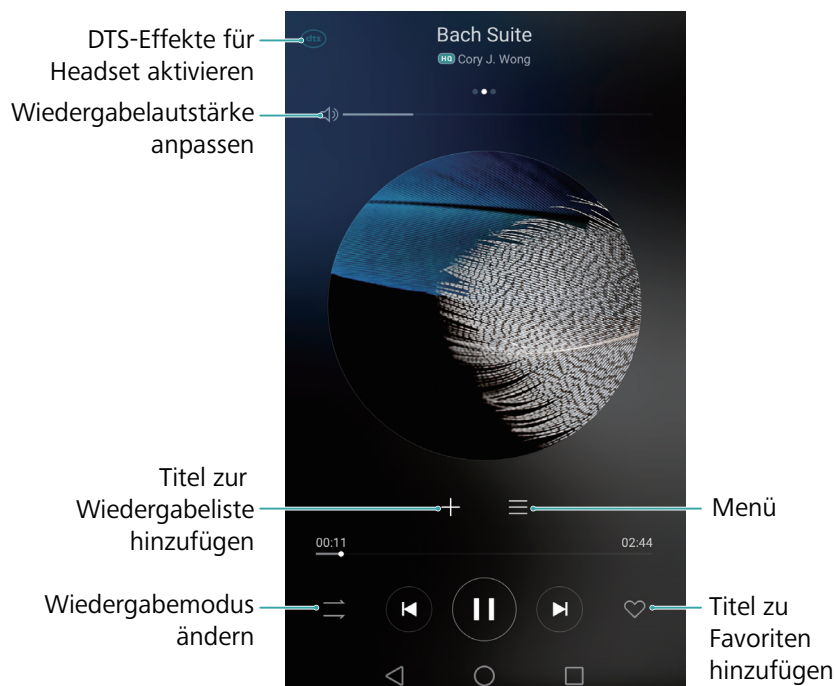 DTS-Effekte für
Headset aktivieren
dts
Bach Suite
HQ Cory J. Wong
Wiedergabelautstärke
anpassen
Titel zur
Wiedergabeliste
hinzufügen
Menü
00:11 02:44
Wiedergabemodus
ändern
Titel zu
Favoriten
hinzufügen